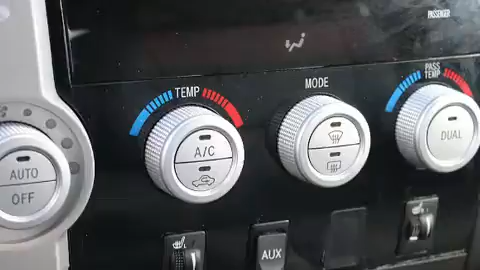 PASSENGER
TEMP
MODE
PASS
TEMP
AUTO
OFF
A/C
DUAL
AUX